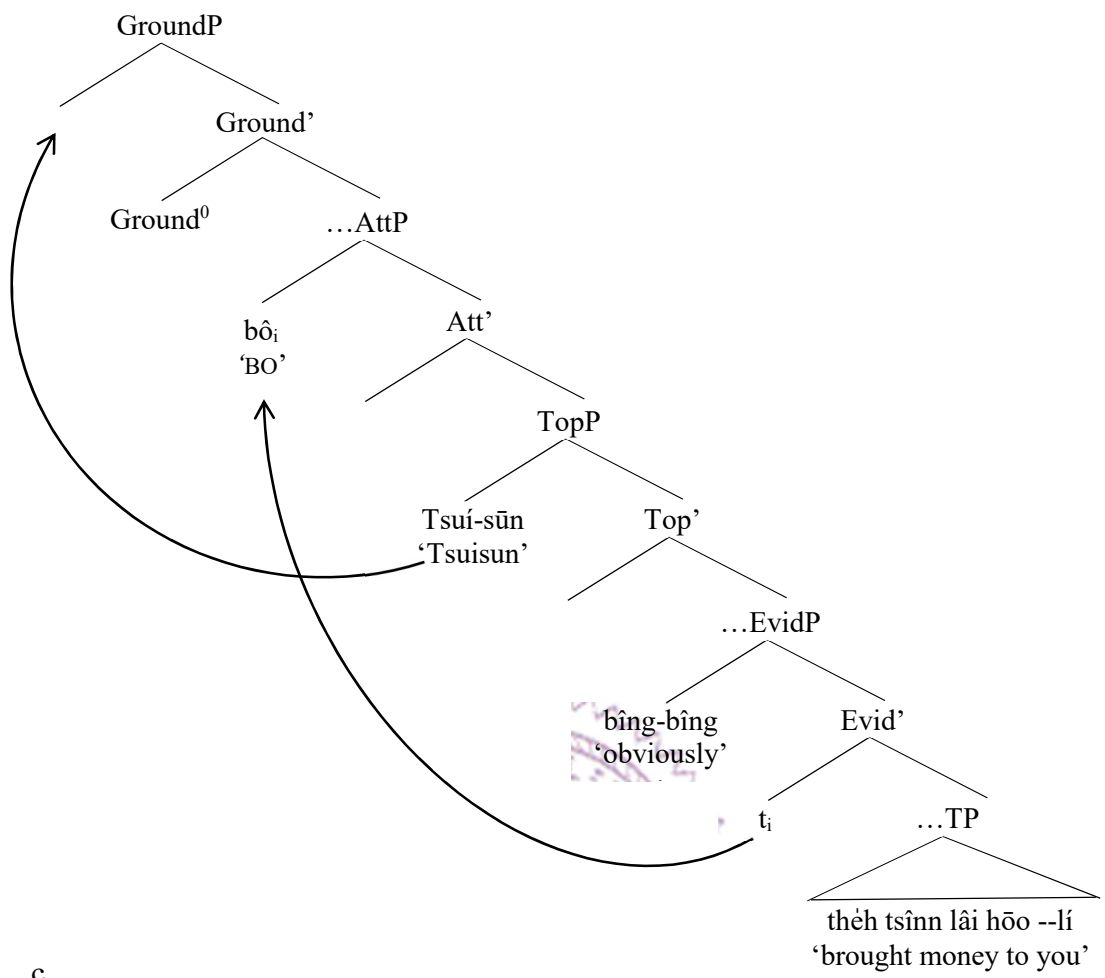 GroundP
Ground’
Ground⁰
…AttP
bôᵢ
‘BO’
Att’
TopP
Tsuí-sūn
‘Tsuisun’
Top’
…EvidP
bîng-bîng
‘obviously’
Evid’
tᵢ
…TP
the̍h tsînn lâi hōo --lí
‘brought money to you’